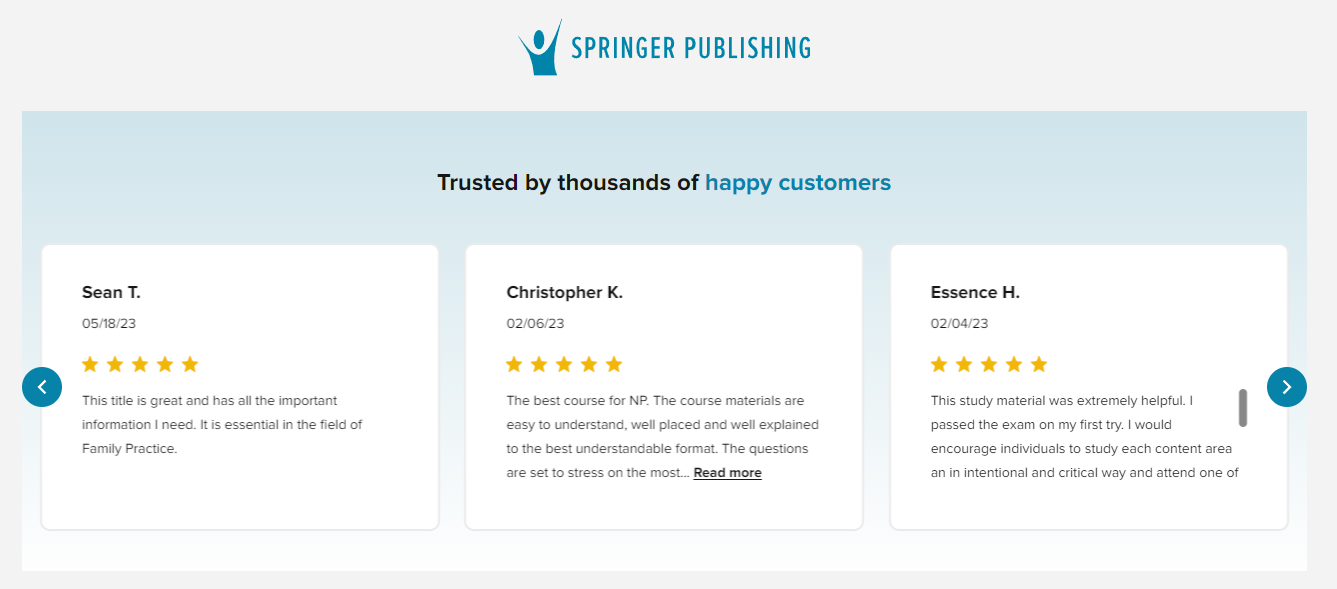 SPRINGER PUBLISHING
Trusted by thousands of happy customers
Sean T.
05/18/23
This title is great and has all the important
information I need. It is essential in the field of
Family Practice.
Christopher K.
02/06/23
The best course for NP. The course materials are
easy to understand, well placed and well explained
to the best understandable format. The questions
are set to stress on the most... Read more
Essence H.
02/04/23
This study material was extremely helpful. I
passed the exam on my first try. I would
encourage individuals to study each content area
an in intentional and critical way and attend one of